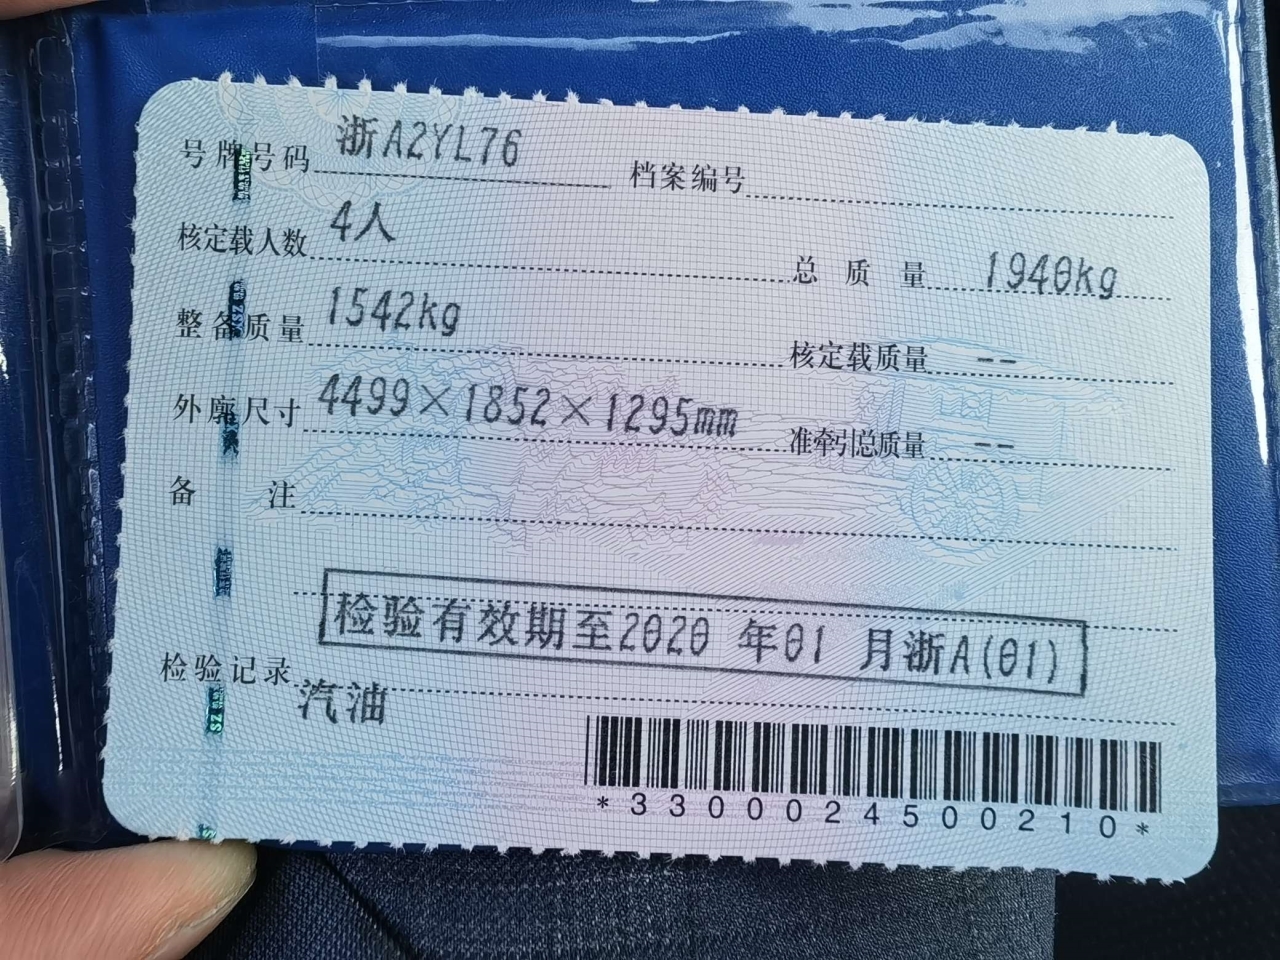 号牌号码 浙A2YL76 档案编号
核定载人数 4人 总质量 1940kg
整备质量 1542kg 核定载质量 --
外廓尺寸 4499×1852×1295mm 准牵引总质量 --
备注
检验有效期至2020 年01 月浙A(01)
检验记录
汽油
*3300024500210*